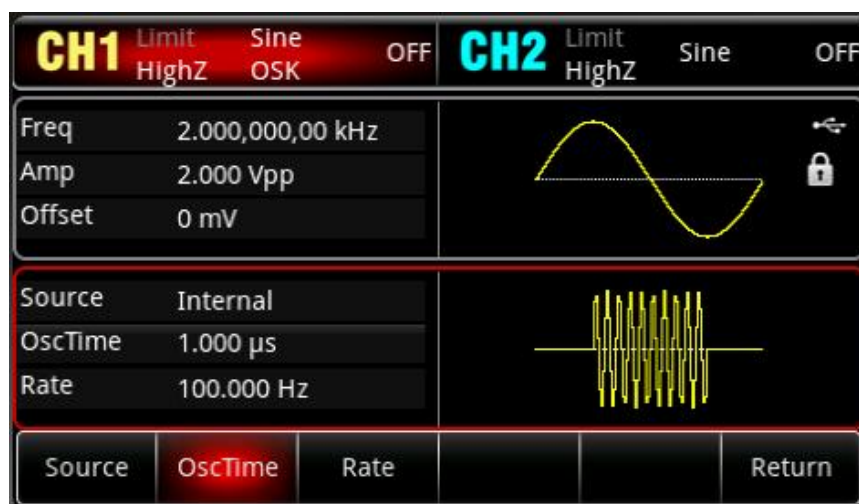 CH1 Limit Sine OFF CH2 Limit Sine OFF
HighZ OSK HighZ
Freq 2.000,000,00 kHz
Amp 2.000 Vpp
Offset 0 mV
Source Internal
OscTime 1.000 µs
Rate 100.000 Hz
Source OscTime Rate Return